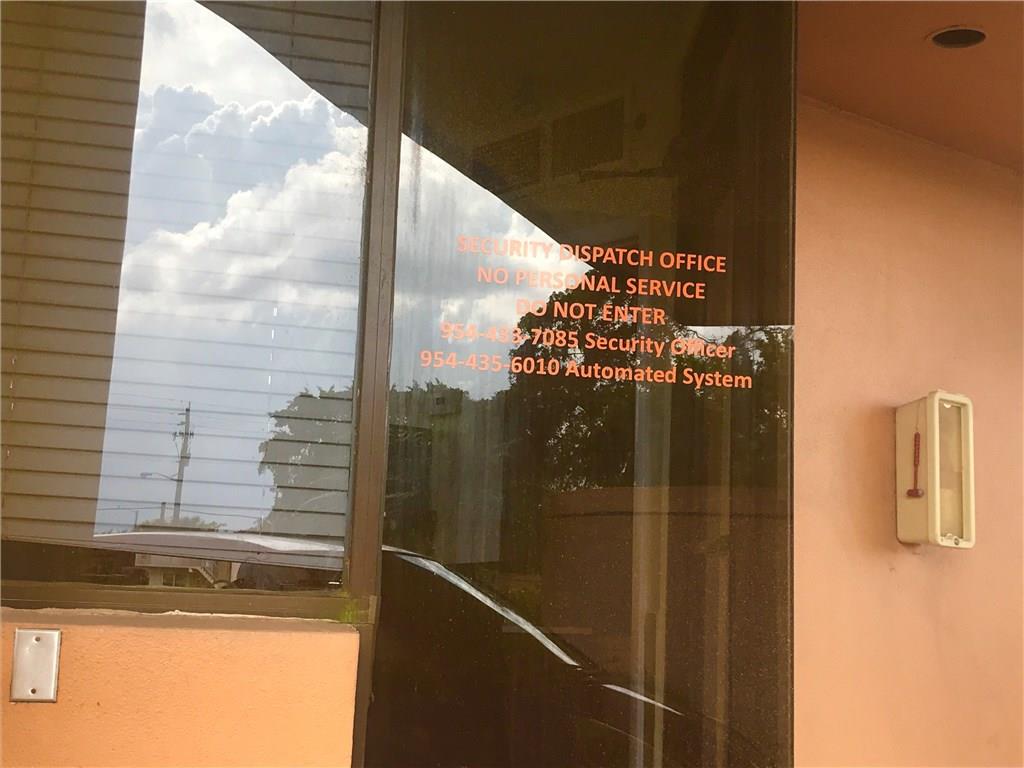 SECURITY DISPATCH OFFICE
NO PERSONAL SERVICE
DO NOT ENTER
954-433-7085 Security Officer
954-435-6010 Automated System